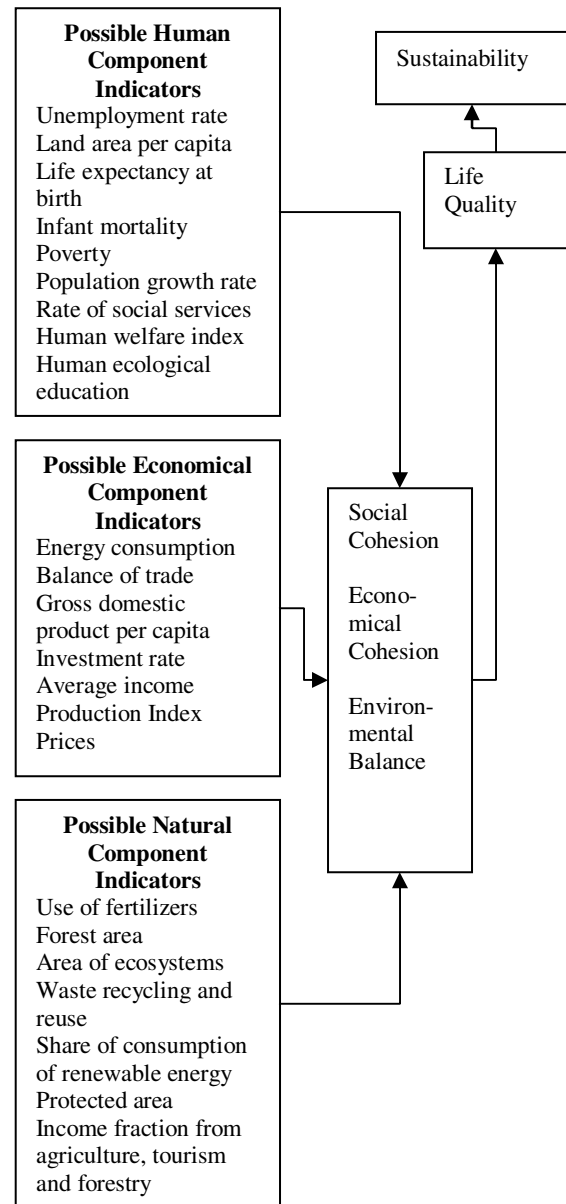 Possible Human
Component
Indicators
Unemployment rate
Land area per capita
Life expectancy at
birth
Infant mortality
Poverty
Population growth rate
Rate of social services
Human welfare index
Human ecological
education
Possible Economical
Component
Indicators
Energy consumption
Balance of trade
Gross domestic
product per capita
Investment rate
Average income
Production Index
Prices
Possible Natural
Component
Indicators
Use of fertilizers
Forest area
Area of ecosystems
Waste recycling and
reuse
Share of consumption
of renewable energy
Protected area
Income fraction from
agriculture, tourism
and forestry
Social
Cohesion
Econo-
mical
Cohesion
Environ-
mental
Balance
Life
Quality
Sustainability